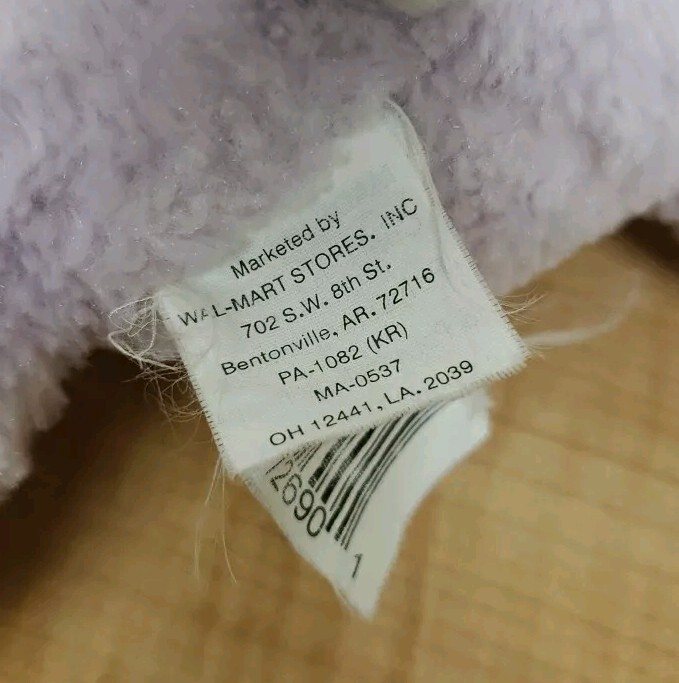 Marketed by
WAL-MART STORES. INC
702 S.W. 8th St.
Bentonville, AR. 72716
PA-1082 (KR)
MA-0537
OH 12441, LA. 2039
2690
1